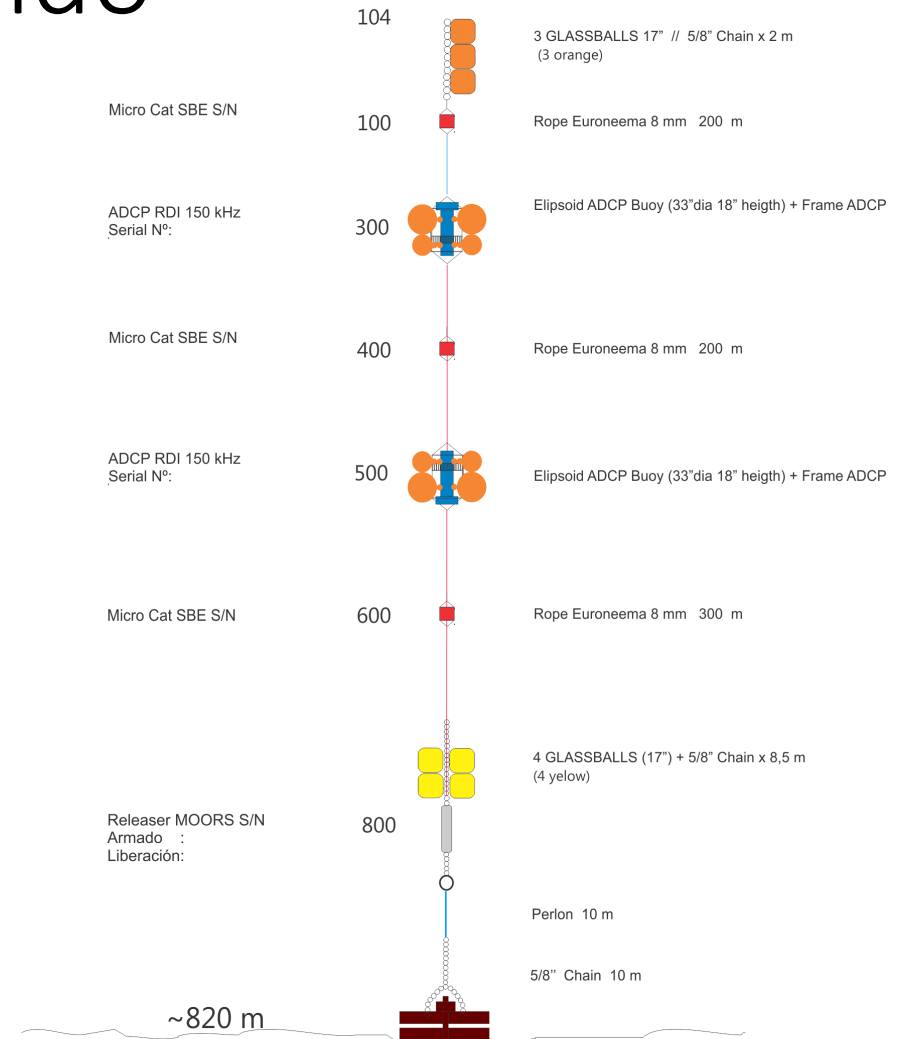 104
3 GLASSBALLS 17” // 5/8” Chain x 2 m
(3 orange)
Micro Cat SBE S/N
100
Rope Euroneema 8 mm 200 m
ADCP RDI 150 kHz
Serial Nº:
300
Elipsoid ADCP Buoy (33”dia 18” heigth) + Frame ADCP
Micro Cat SBE S/N
400
Rope Euroneema 8 mm 200 m
ADCP RDI 150 kHz
Serial Nº:
500
Elipsoid ADCP Buoy (33”dia 18” heigth) + Frame ADCP
Micro Cat SBE S/N
600
Rope Euroneema 8 mm 300 m
4 GLASSBALLS (17”) + 5/8” Chain x 8,5 m
(4 yelow)
Releaser MOORS S/N
Armado :
Liberación:
800
Perlon 10 m
5/8’’ Chain 10 m
~820 m